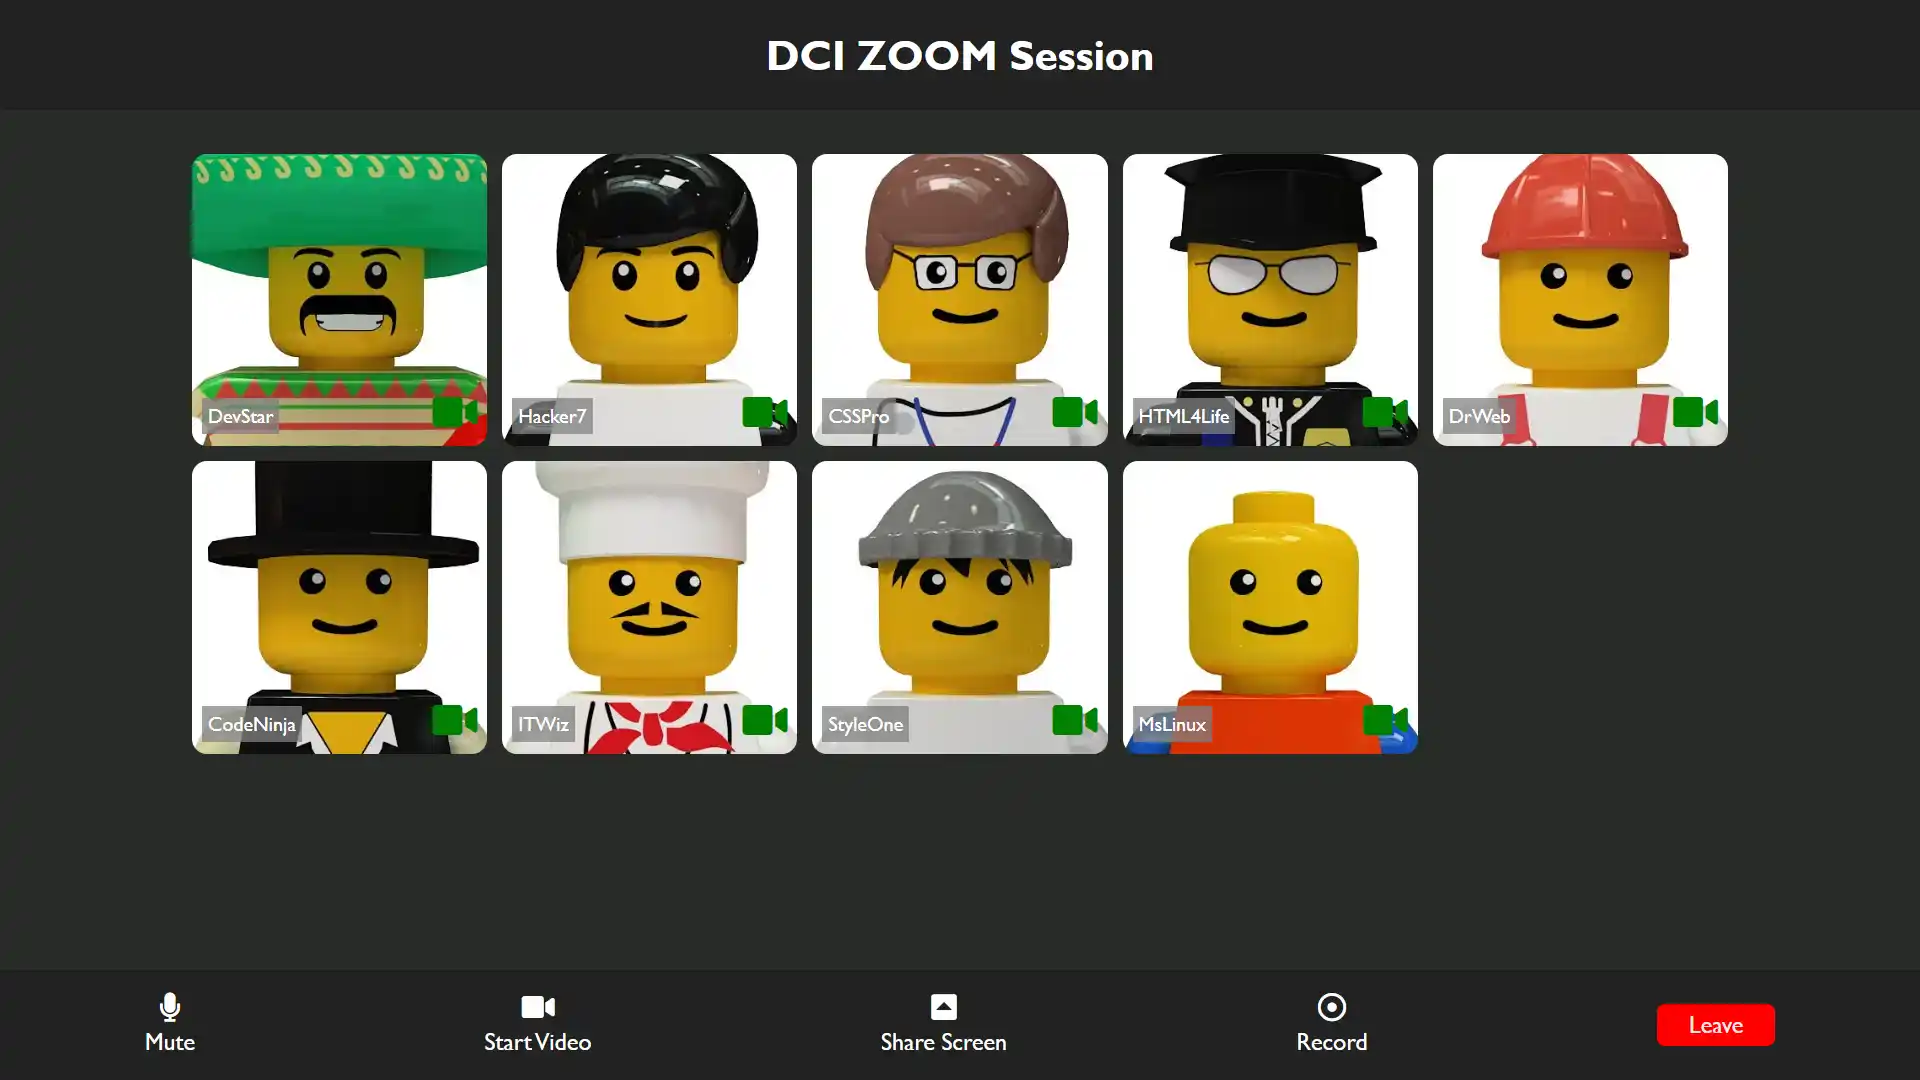 DCI ZOOM Session
DevStar
Hacker7
CSSPro
HTML4Life
DrWeb
CodeNinja
ITWiz
StyleOne
MsLinux
Mute
Start Video
Share Screen
Record
Leave